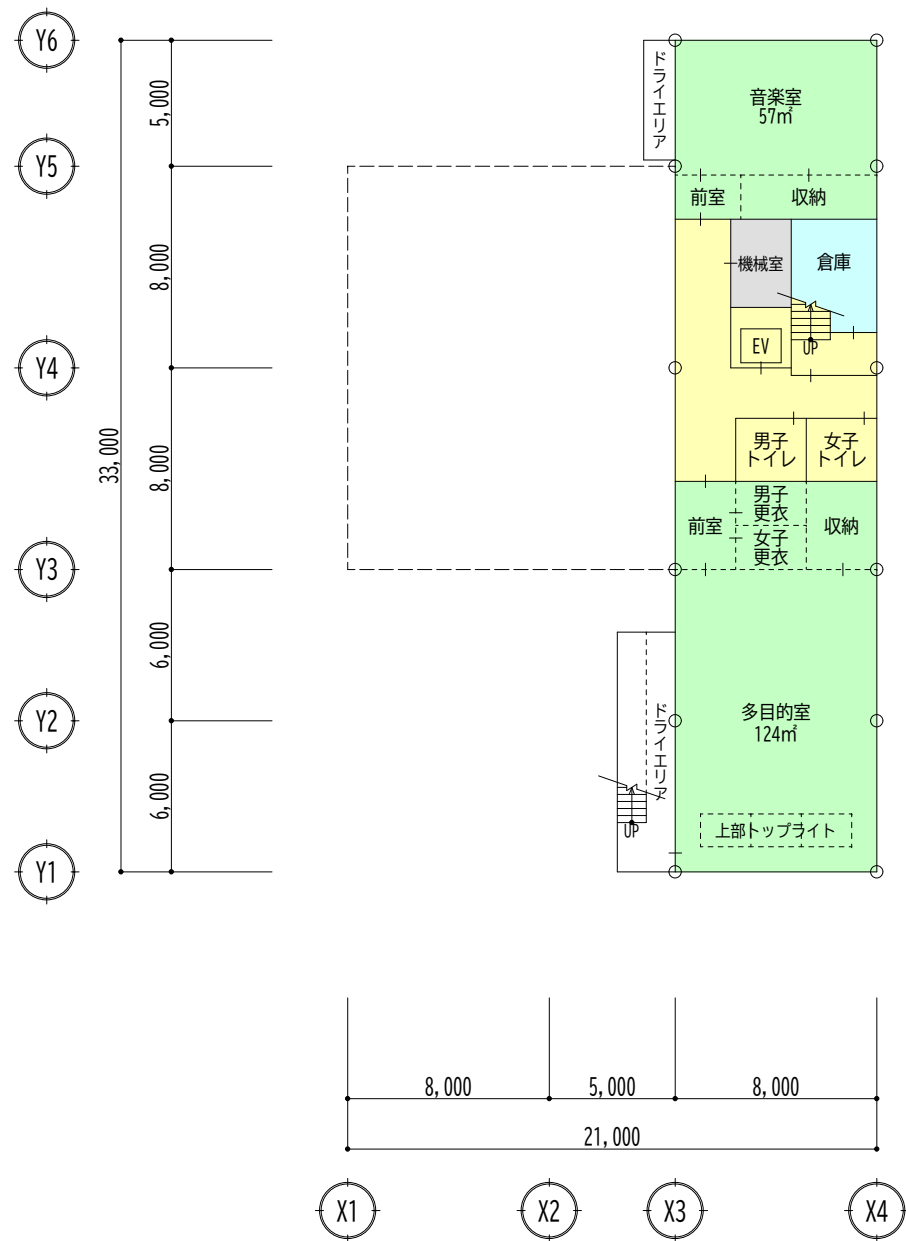 Y6
Y5
Y4
Y3
Y2
Y1
33,000
5,000
8,000
8,000
6,000
6,000
ドライエリア
音楽室
57㎡
前室
収納
機械室
倉庫
EV
UP
男子
トイレ
女子
トイレ
前室
男子
更衣
女子
更衣
収納
ドライエリア
UP
多目的室
124㎡
上部トップライト
8,000
5,000
8,000
21,000
X1
X2
X3
X4